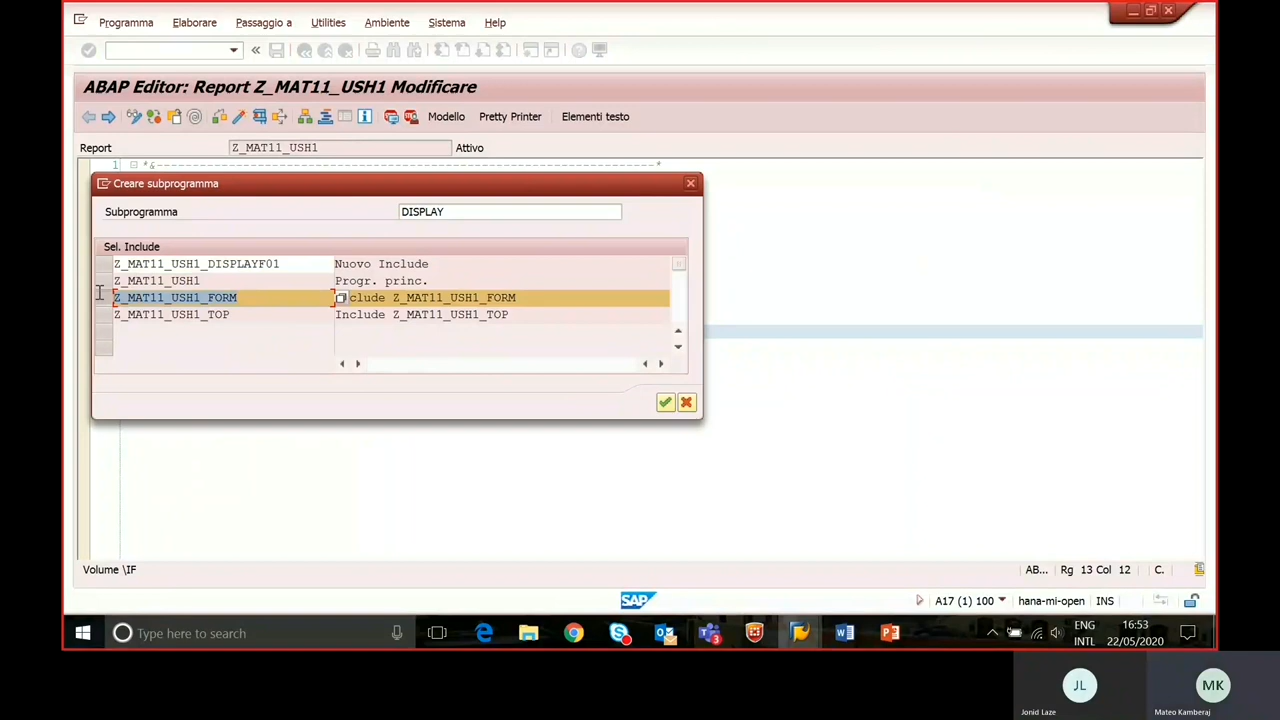 Programma Elaborare Passaggio a Utilities Ambiente Sistema Help
ABAP Editor: Report Z_MAT11_USH1 Modificare
Modello Pretty Printer Elementi testo
Report Z_MAT11_USH1 Attivo
1 *&---------------------------------------------------------------------*
Creare subprogramma
Subprogramma DISPLAY
Sel. Include
Z_MAT11_USH1_DISPLAYF01 Nuovo Include
Z_MAT11_USH1 Progr. princ.
Z_MAT11_USH1_FORM clude Z_MAT11_USH1_FORM
Z_MAT11_USH1_TOP Include Z_MAT11_USH1_TOP
Volume \IF AB... Rg 13 Col 12 C.
SAP A17 (1) 100 hana-mi-open INS
Type here to search 3 ENG INTL 16:53 22/05/2020
JL MK
Jonid Laze Mateo Kamberaj